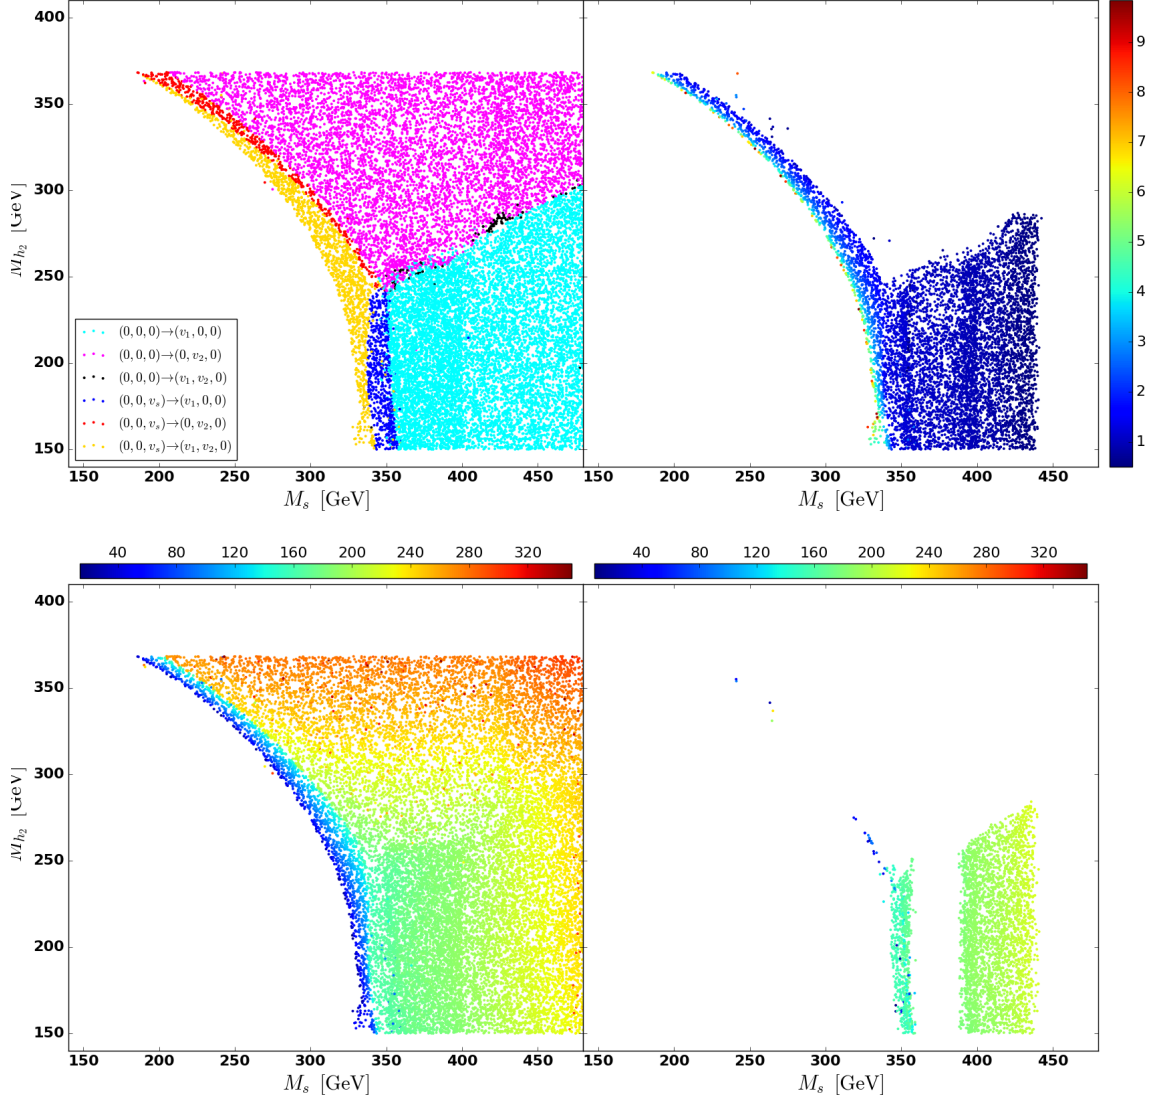 400
350
300
250
200
150
M_{h_2} [GeV]
(0, 0, 0)→(v_1, 0, 0)
(0, 0, 0)→(0, v_2, 0)
(0, 0, 0)→(v_1, v_2, 0)
(0, 0, v_s)→(v_1, 0, 0)
(0, 0, v_s)→(0, v_2, 0)
(0, 0, v_s)→(v_1, v_2, 0)
150 200 250 300 350 400 450
M_s [GeV]
150 200 250 300 350 400 450
M_s [GeV]
9
8
7
6
5
4
3
2
1
40 80 120 160 200 240 280 320
40 80 120 160 200 240 280 320
400
350
300
250
200
150
M_{h_2} [GeV]
150 200 250 300 350 400 450
M_s [GeV]
150 200 250 300 350 400 450
M_s [GeV]